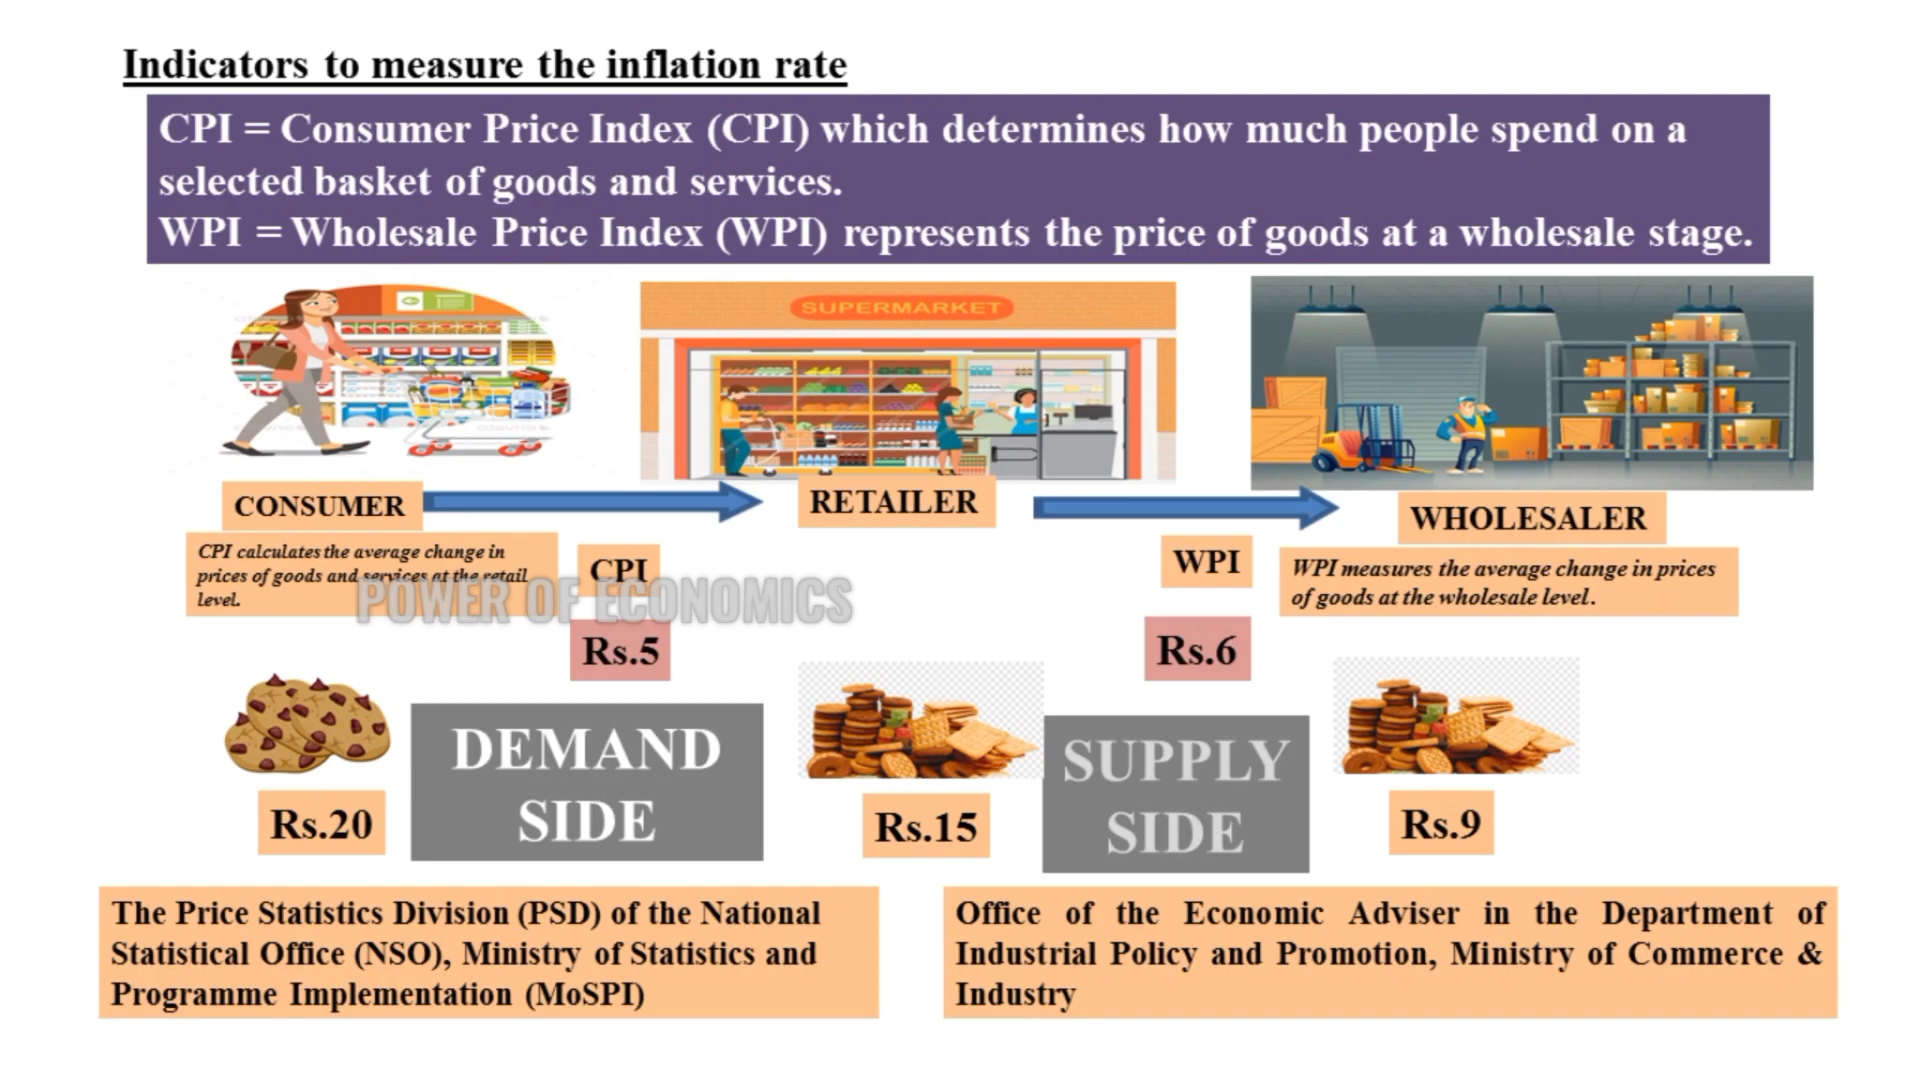 Indicators to measure the inflation rate
CPI = Consumer Price Index (CPI) which determines how much people spend on a
selected basket of goods and services.
WPI = Wholesale Price Index (WPI) represents the price of goods at a wholesale stage.
SUPERMARKET
CONSUMER
RETAILER
WHOLESALER
CPI calculates the average change in
prices of goods and services at the retail
level.
CPI
WPI
WPI measures the average change in prices
of goods at the wholesale level.
POWER OF ECONOMICS
Rs.5
Rs.6
DEMAND
SIDE
SUPPLY
SIDE
Rs.20
Rs.15
Rs.9
The Price Statistics Division (PSD) of the National
Statistical Office (NSO), Ministry of Statistics and
Programme Implementation (MoSPI)
Office of the Economic Adviser in the Department of
Industrial Policy and Promotion, Ministry of Commerce &
Industry